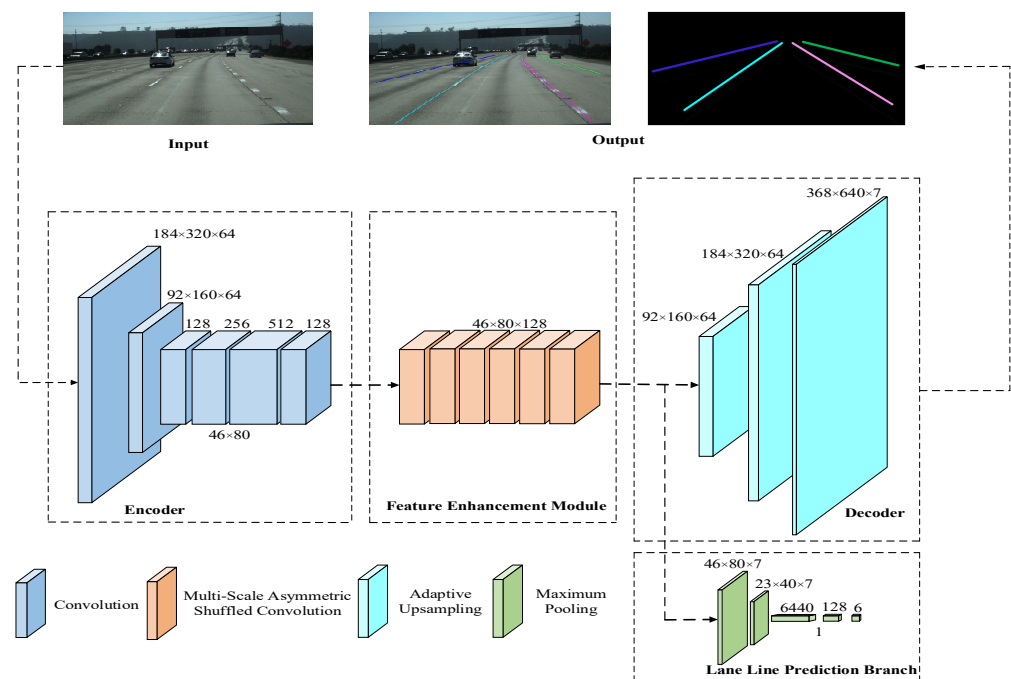 Input
Output
184×320×64
92×160×64
128
256
512
128
46×80
Encoder
46×80×128
Feature Enhancement Module
368×640×7
184×320×64
92×160×64
Decoder
Convolution
Multi-Scale Asymmetric
Shuffled Convolution
Adaptive
Upsampling
Maximum
Pooling
46×80×7
23×40×7
6440
128
6
1
Lane Line Prediction Branch